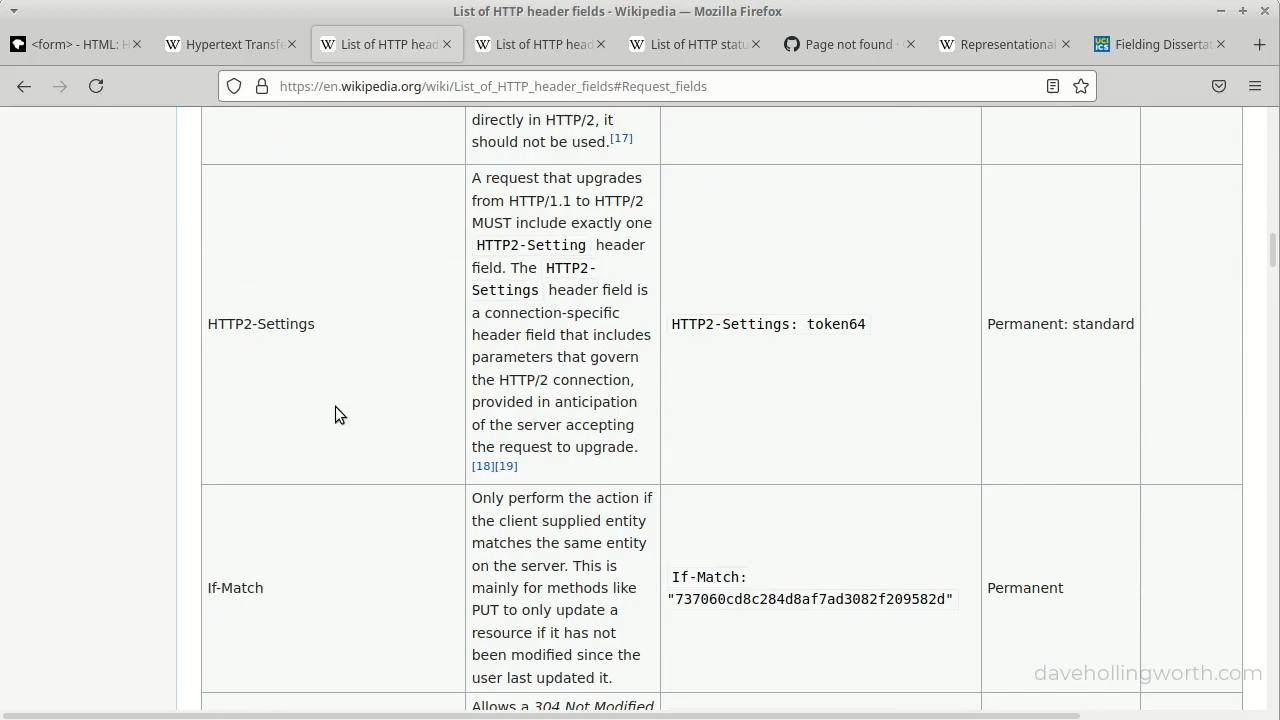 List of HTTP header fields - Wikipedia — Mozilla Firefox
<form> - HTML: H
Hypertext Transfe
List of HTTP head
List of HTTP head
List of HTTP statu
Page not found ·
Representational
Fielding Dissertat
https://en.wikipedia.org/wiki/List_of_HTTP_header_fields#Request_fields
directly in HTTP/2, it
should not be used.[17]
HTTP2-Settings
A request that upgrades
from HTTP/1.1 to HTTP/2
MUST include exactly one
HTTP2-Setting header
field. The HTTP2-
Settings header field is
a connection-specific
header field that includes
parameters that govern
the HTTP/2 connection,
provided in anticipation
of the server accepting
the request to upgrade.
[18][19]
HTTP2-Settings: token64
Permanent: standard
If-Match
Only perform the action if
the client supplied entity
matches the same entity
on the server. This is
mainly for methods like
PUT to only update a
resource if it has not
been modified since the
user last updated it.
If-Match:
"737060cd8c284d8af7ad3082f209582d"
Permanent
Allows a 304 Not Modified
davehollingworth.com